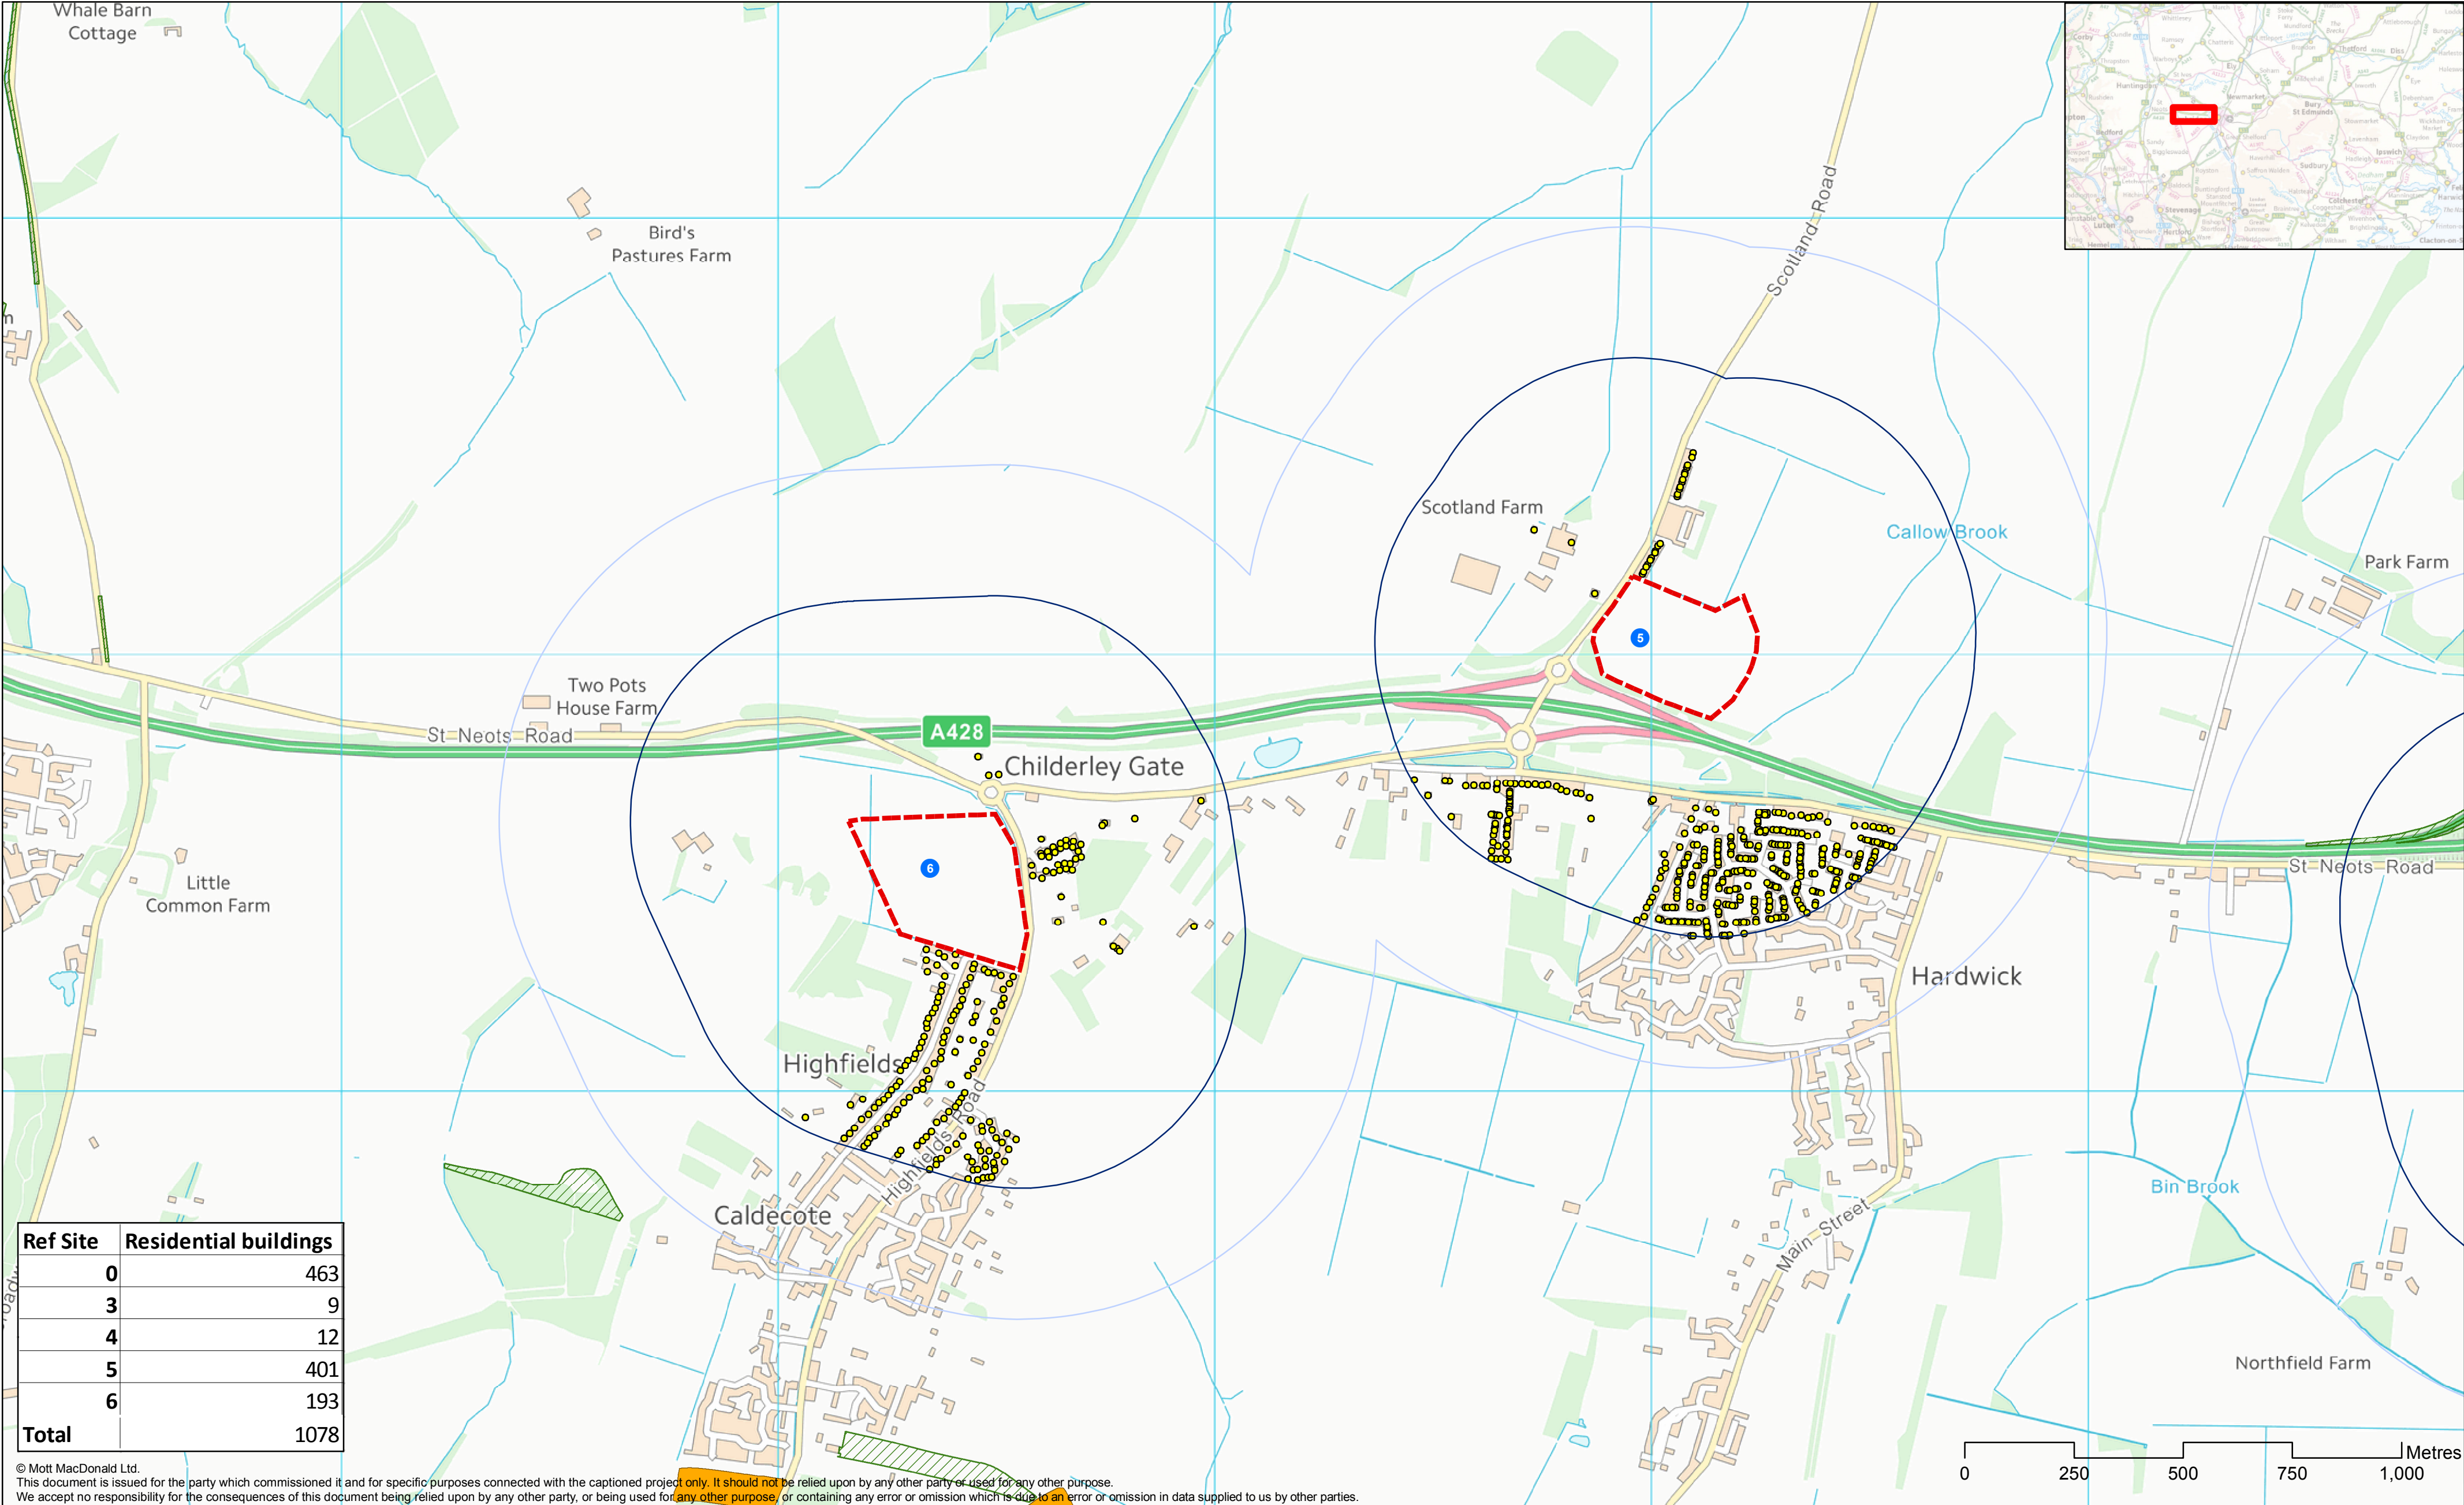 Whale Barn
Cottage
Bird's
Pastures Farm
Scotland Road
Scotland Farm
Callow Brook
Park Farm
5
Two Pots
House Farm
St Neots Road
A428
Childerley Gate
6
Little
Common Farm
St Neots Road
Hardwick
Highfields
Highfields Road
Caldecote
Bin Brook
Main Street
Northfield Farm
Ref Site Residential buildings
0 463
3 9
4 12
5 401
6 193
Total 1078
Metres
0 250 500 750 1,000
© Mott MacDonald Ltd.
This document is issued for the party which commissioned it and for specific purposes connected with the captioned project only. It should not be relied upon by any other party or used for any other purpose.
We accept no responsibility for the consequences of this document being relied upon by any other party, or being used for any other purpose, or containing any error or omission which is due to an error or omission in data supplied to us by other parties.